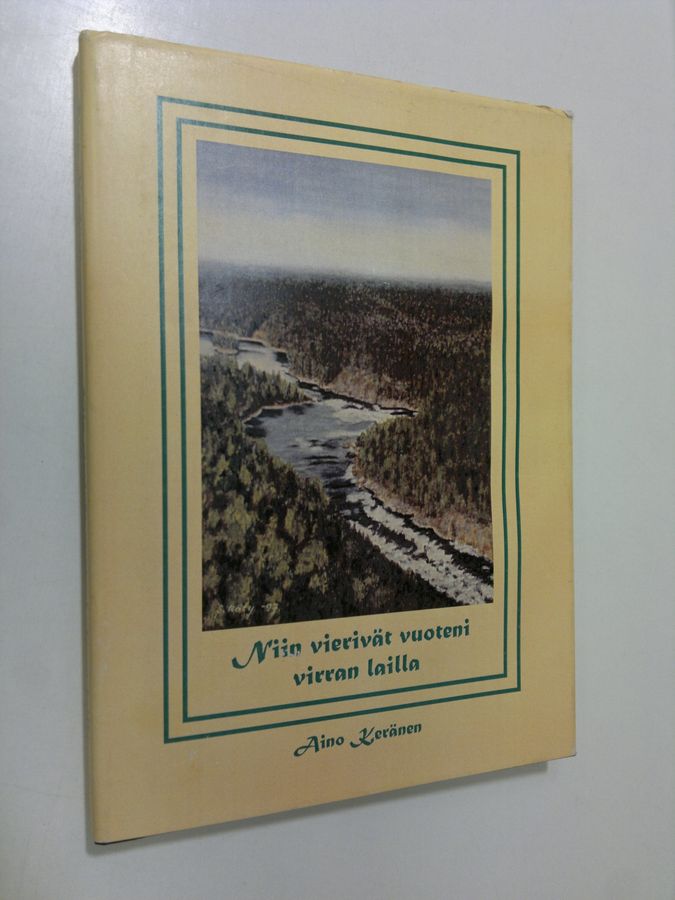 Niin vierivät vuoteni
virran lailla
Aino Keränen